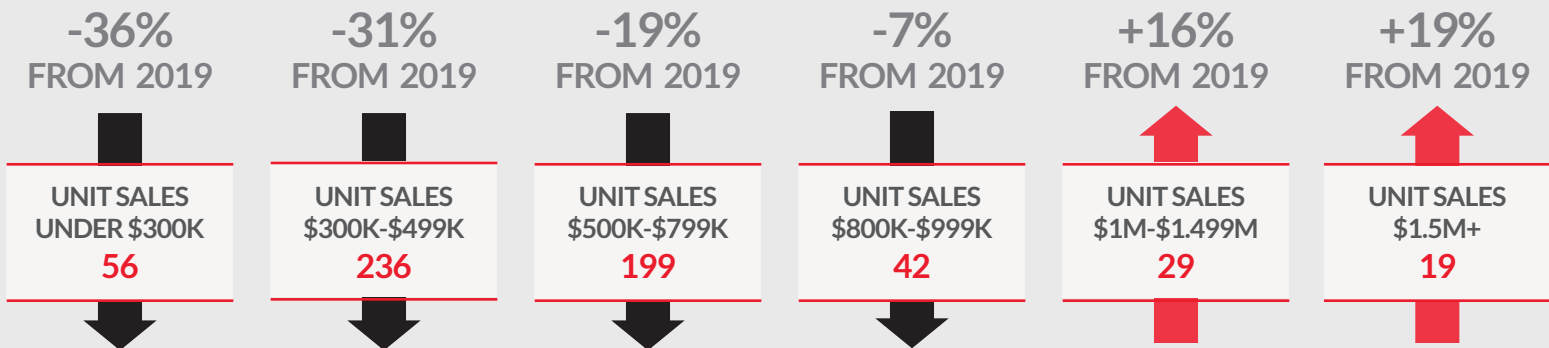 -36%
FROM 2019
UNIT SALES
UNDER $300K
56
-31%
FROM 2019
UNIT SALES
$300K-$499K
236
-19%
FROM 2019
UNIT SALES
$500K-$799K
199
-7%
FROM 2019
UNIT SALES
$800K-$999K
42
+16%
FROM 2019
UNIT SALES
$1M-$1.499M
29
+19%
FROM 2019
UNIT SALES
$1.5M+
19